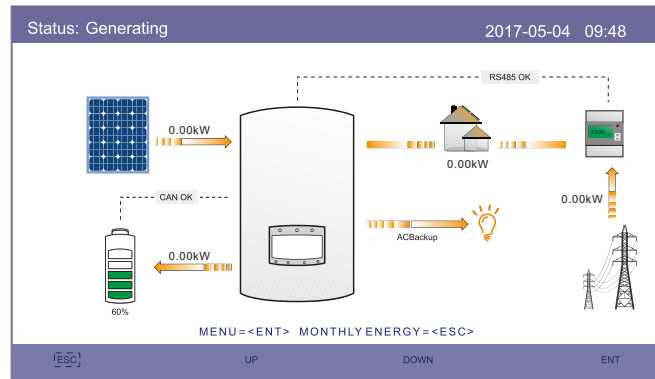 Status: Generating
2017-05-04 09:48
RS485 OK
0.00kW
0.00kW
CAN OK
0.00kW
0.00kW
ACBackup
60%
MENU=<ENT> MONTHLY ENERGY=<ESC>
ESC
UP
DOWN
ENT